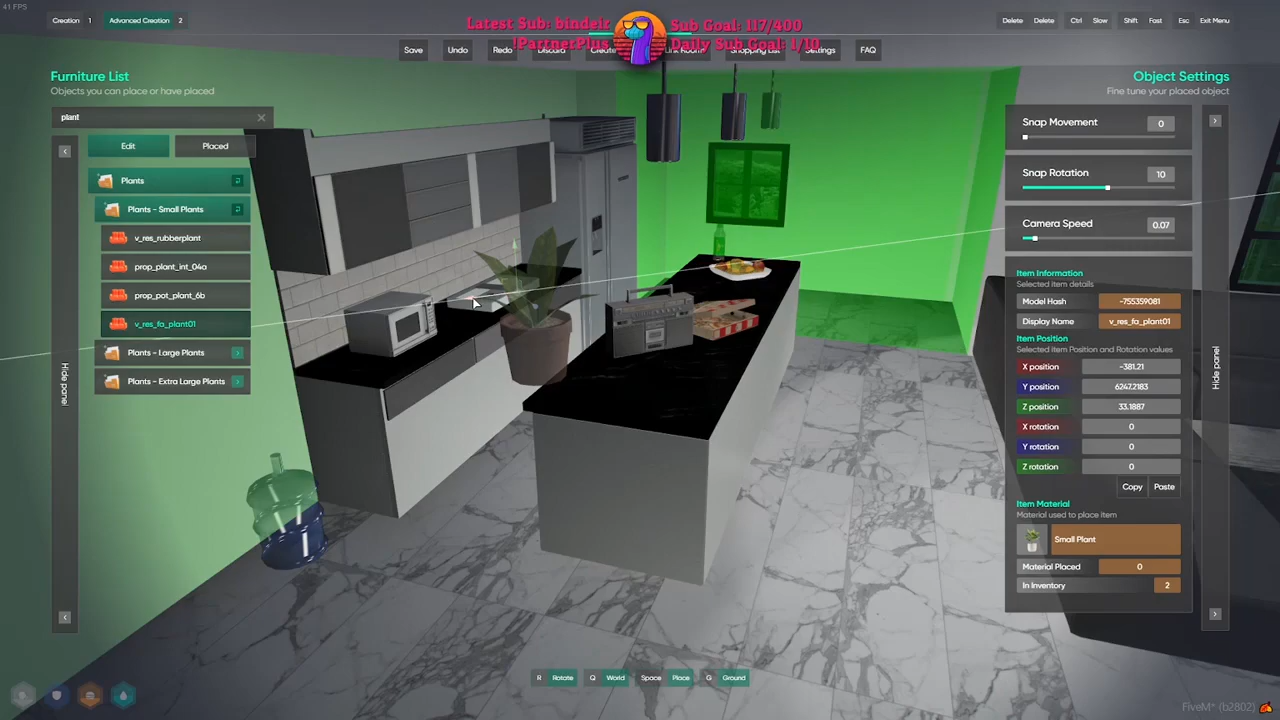 41 FPS
Creation 1
Advanced Creation 2
Latest Sub: bindeir
Sub Goal: 117/400
!PartnerPlus
Daily Sub Goal: 1/10
Delete Delete Ctrl Slow Shift Fast Esc Exit Menu
Save Undo Redo Discard Settings FAQ
Furniture List
Objects you can place or have placed
plant
Edit Placed
Plants
Plants - Small Plants
v_res_rubberplant
prop_plant_int_04a
prop_pot_plant_6b
v_res_fa_plant01
Plants - Large Plants
Plants - Extra Large Plants
Hide panel
Object Settings
Fine tune your placed object
Snap Movement 0
Snap Rotation 10
Camera Speed 0.07
Item Information
Selected item details
Model Hash -755359081
Display Name v_res_fa_plant01
Item Position
Selected Item Position and Rotation values
X position -381.21
Y position 6247.2183
Z position 33.1887
X rotation 0
Y rotation 0
Z rotation 0
Copy Paste
Item Material
Material used to place item
Small Plant
Material Placed 0
In Inventory 2
Hide panel
R Rotate Q World Space Place G Ground
FiveM* (b2802)